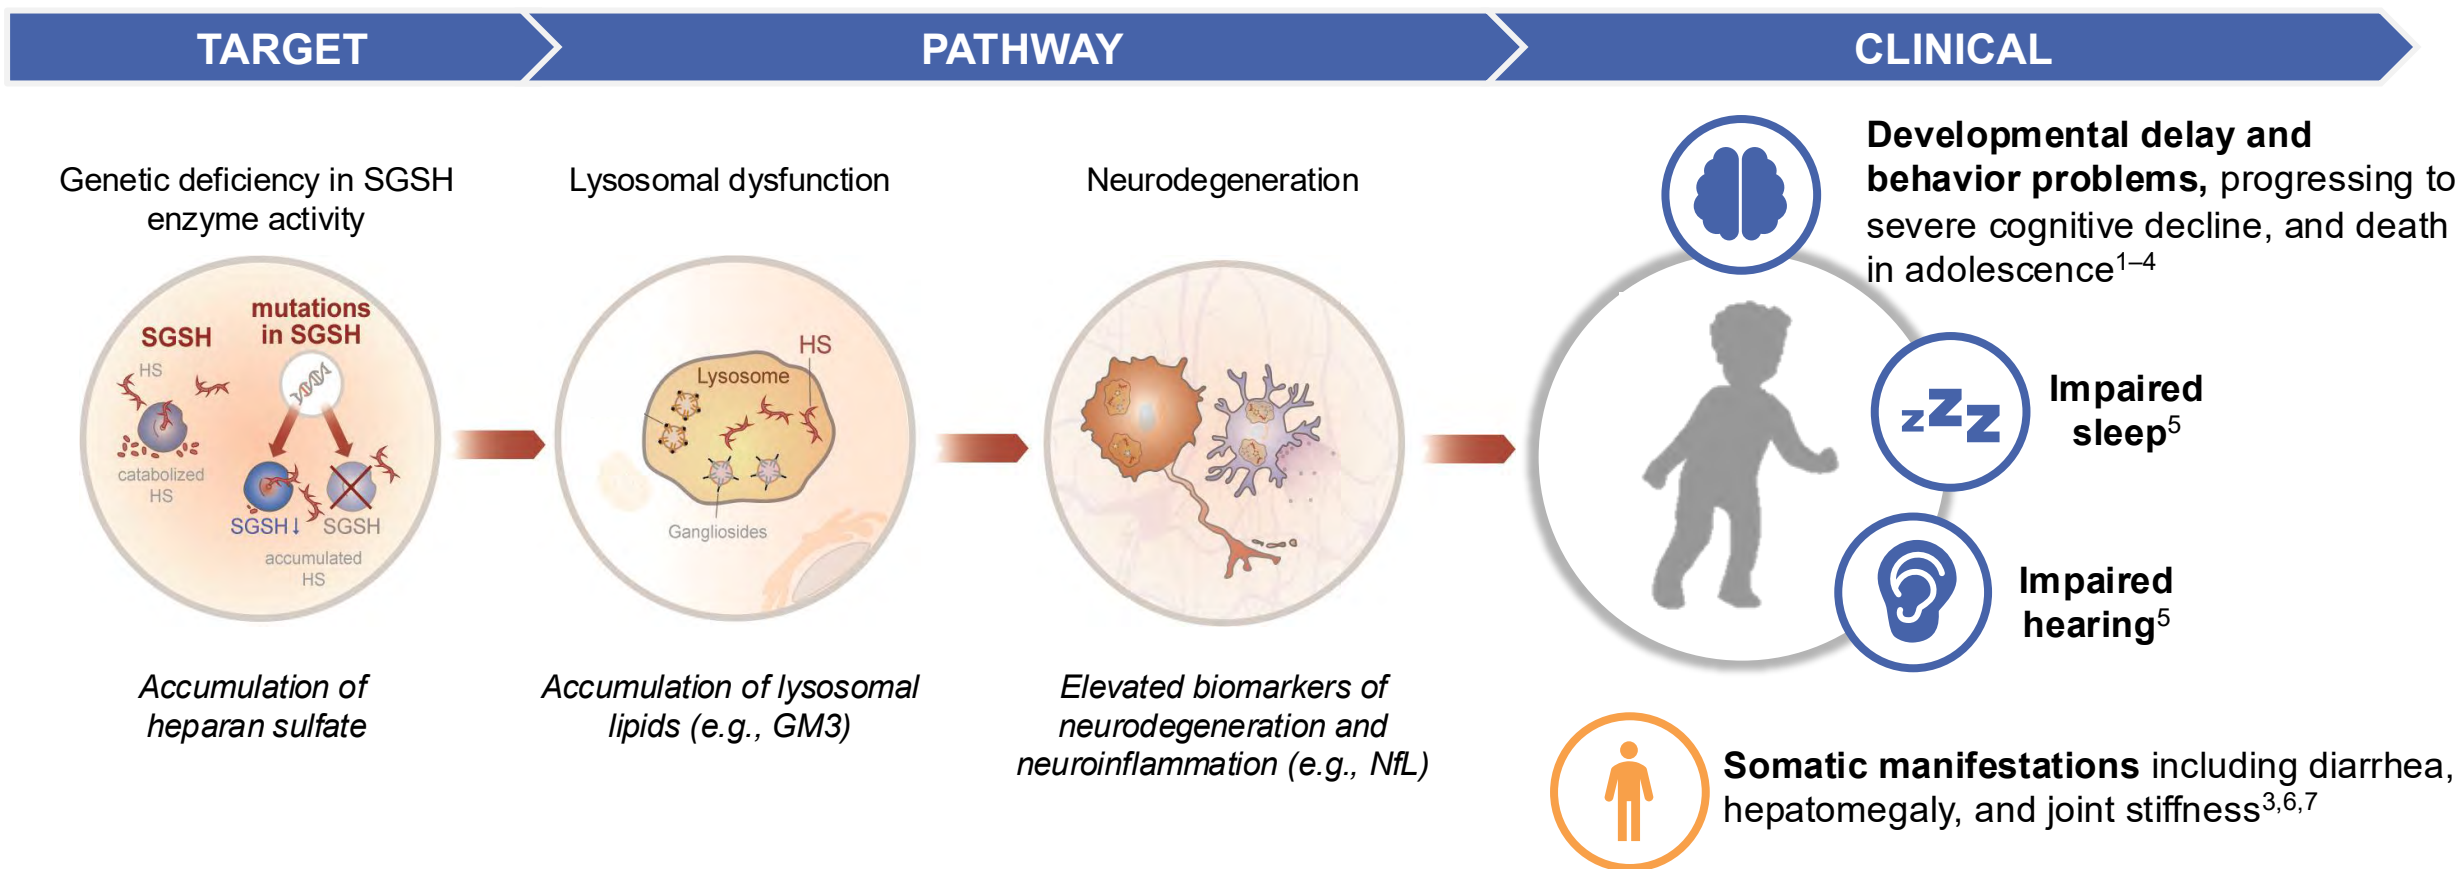 TARGET
PATHWAY
CLINICAL
Genetic deficiency in SGSH
enzyme activity
SGSH
mutations
in SGSH
HS
catabolized
HS
SGSH↓
SGSH
accumulated
HS
Accumulation of
heparan sulfate
Lysosomal dysfunction
HS
Lysosome
Gangliosides
Accumulation of lysosomal
lipids (e.g., GM3)
Neurodegeneration
Elevated biomarkers of
neurodegeneration and
neuroinflammation (e.g., NfL)
Developmental delay and
behavior problems, progressing to
severe cognitive decline, and death
in adolescence1–4
zZz
Impaired
sleep5
Impaired
hearing5
Somatic manifestations including diarrhea,
hepatomegaly, and joint stiffness3,6,7